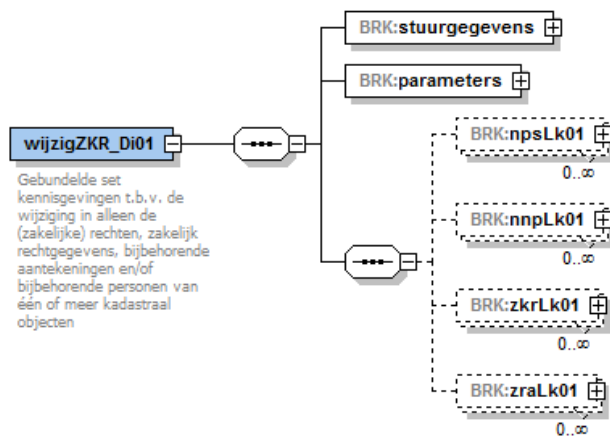 BRK:stuurgegevens
BRK:parameters
wijzigZKR_Di01
Gebundelde set
kennisgevingen t.b.v. de
wijziging in alleen de
(zakelijke) rechten, zakelijk
rechtgegevens, bijbehorende
aantekeningen en/of
bijbehorende personen van
één of meer kadastraal
objecten
BRK:npsLk01
0..∞
BRK:nnpLk01
0..∞
BRK:zkrLk01
0..∞
BRK:zraLk01
0..∞